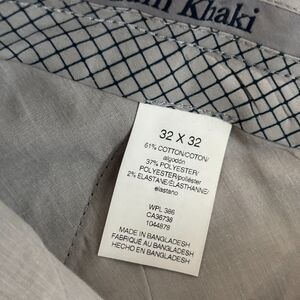 Khaki
32 X 32
61% COTTON/COTON/
algodón
37% POLYESTER/
POLYESTER/poliéster
2% ELASTANE/ÉLASTHANNE/
elastano
WPL 386
CA36738
1044878
MADE IN BANGLADESH
FABRIQUÉ AU BANGLADESH
HECHO EN BANGLADESH